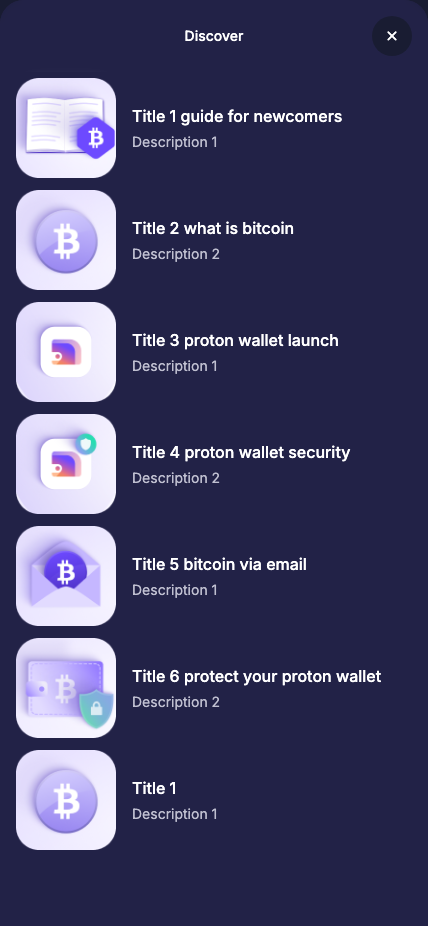 Discover
Title 1 guide for newcomers
Description 1
Title 2 what is bitcoin
Description 2
Title 3 proton wallet launch
Description 1
Title 4 proton wallet security
Description 2
Title 5 bitcoin via email
Description 1
Title 6 protect your proton wallet
Description 2
Title 1
Description 1